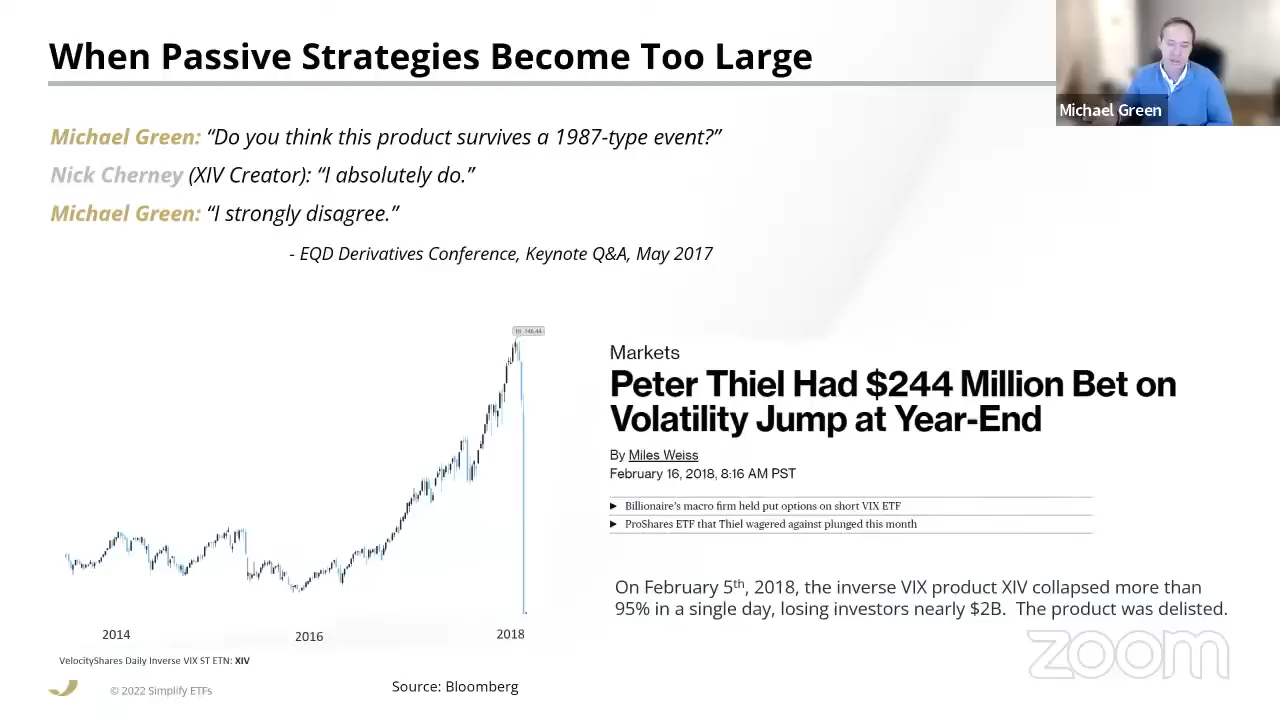 When Passive Strategies Become Too Large
Michael Green
Michael Green: “Do you think this product survives a 1987-type event?”
Nick Cherney (XIV Creator): “I absolutely do.”
Michael Green: “I strongly disagree.”
- EQD Derivatives Conference, Keynote Q&A, May 2017
Hi 146.44
2014
2016
2018
VelocityShares Daily Inverse VIX ST ETN: XIV
Markets
Peter Thiel Had $244 Million Bet on
Volatility Jump at Year-End
By Miles Weiss
February 16, 2018, 8:16 AM PST
► Billionaire’s macro firm held put options on short VIX ETF
► ProShares ETF that Thiel wagered against plunged this month
On February 5th, 2018, the inverse VIX product XIV collapsed more than
95% in a single day, losing investors nearly $2B. The product was delisted.
zoom
© 2022 Simplify ETFs
Source: Bloomberg